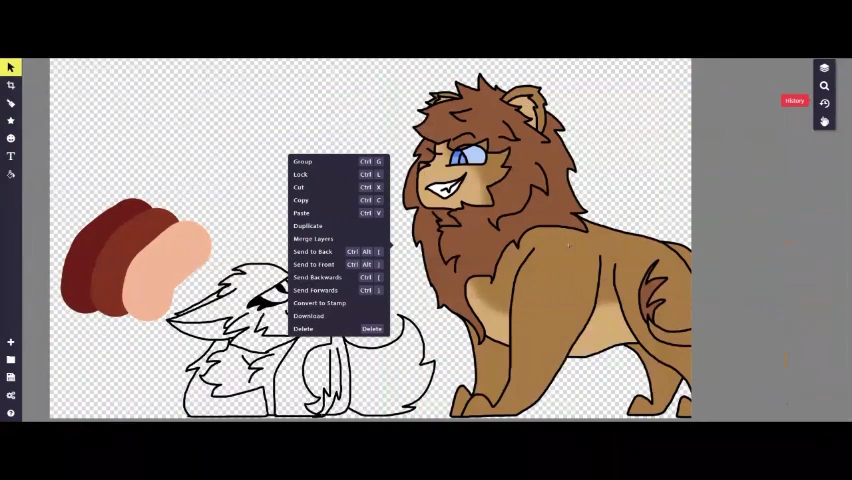 History
Group Ctrl G
Lock Ctrl L
Cut Ctrl X
Copy Ctrl C
Paste Ctrl V
Duplicate
Merge Layers
Send to Back Ctrl Alt [
Send to Front Ctrl Alt ]
Send Backwards Ctrl [
Send Forwards Ctrl ]
Convert to Stamp
Download
Delete Delete